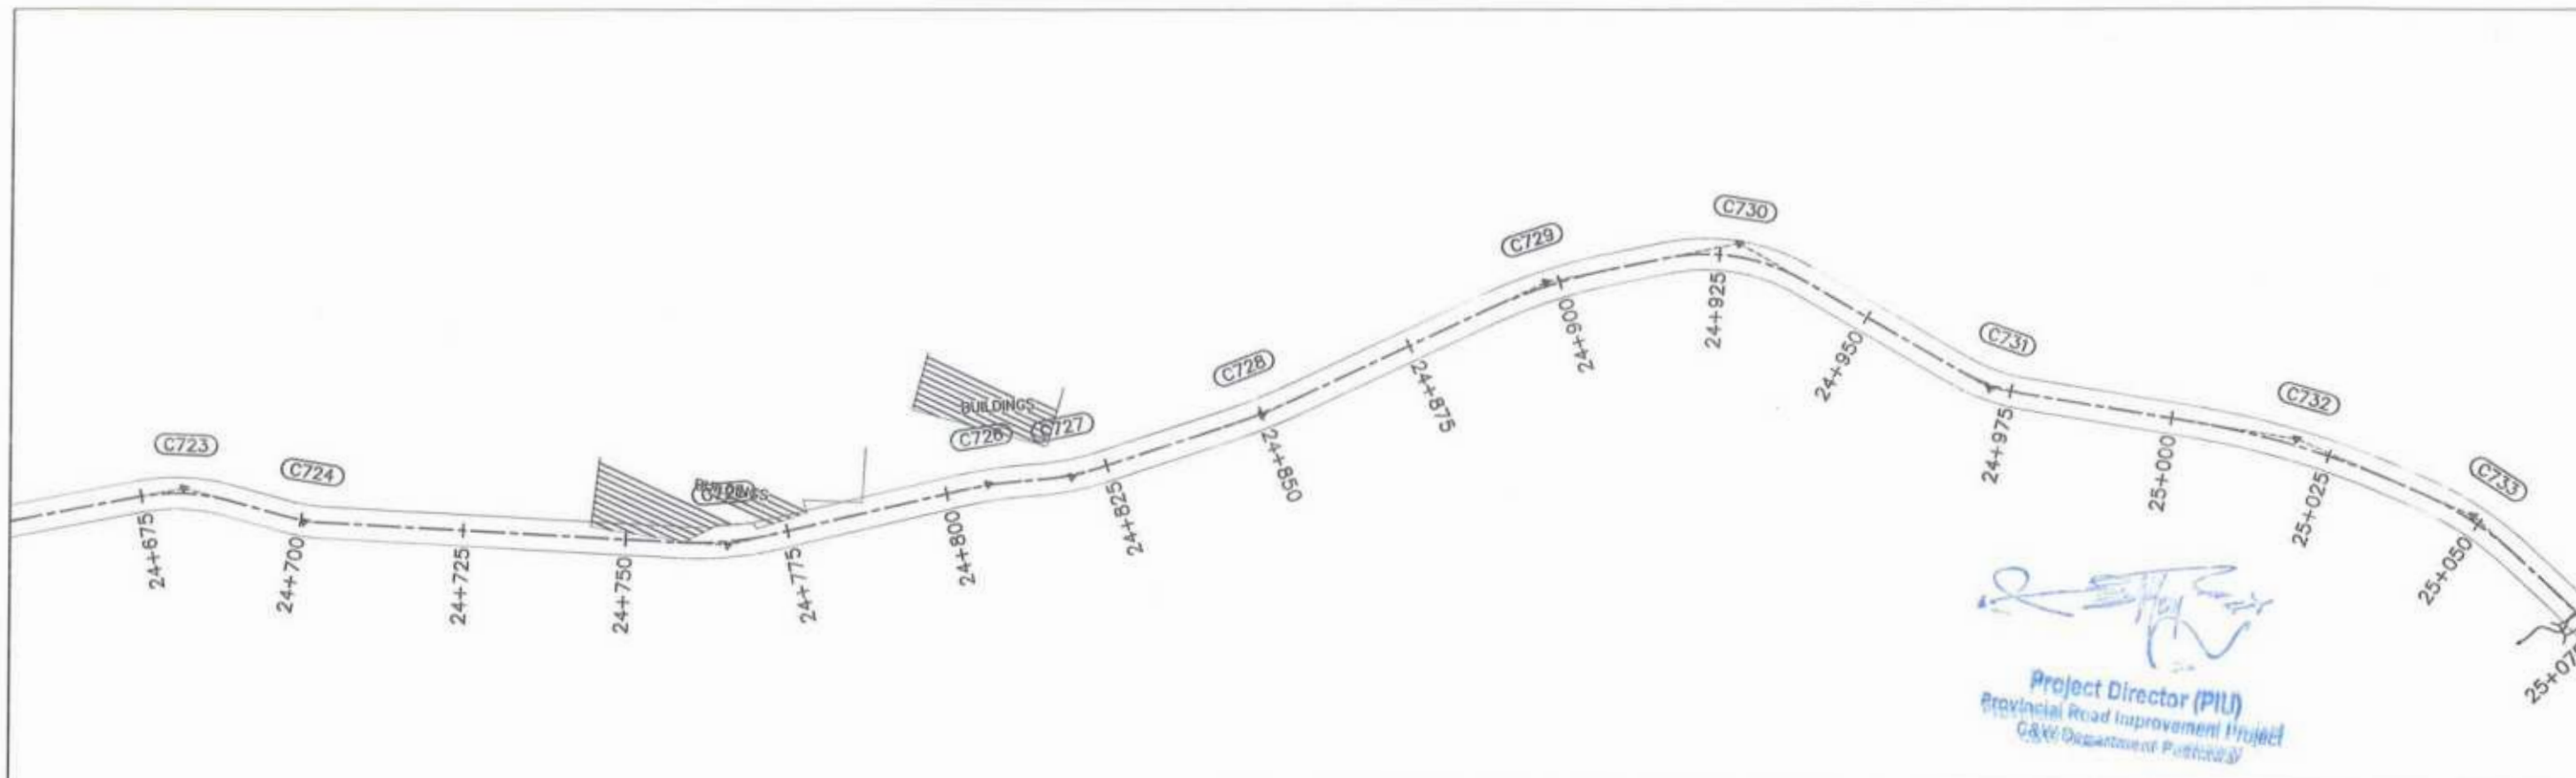 C723
C724
BUILDINGS
C726
C727
BUILDINGS
C728
C729
C730
C731
C732
C733
24+675
24+700
24+725
24+750
24+775
24+800
24+825
24+850
24+875
24+900
24+925
24+950
24+975
25+000
25+025
25+050
Project Director (PIU)
Provincial Road Improvement Project
C&W Department